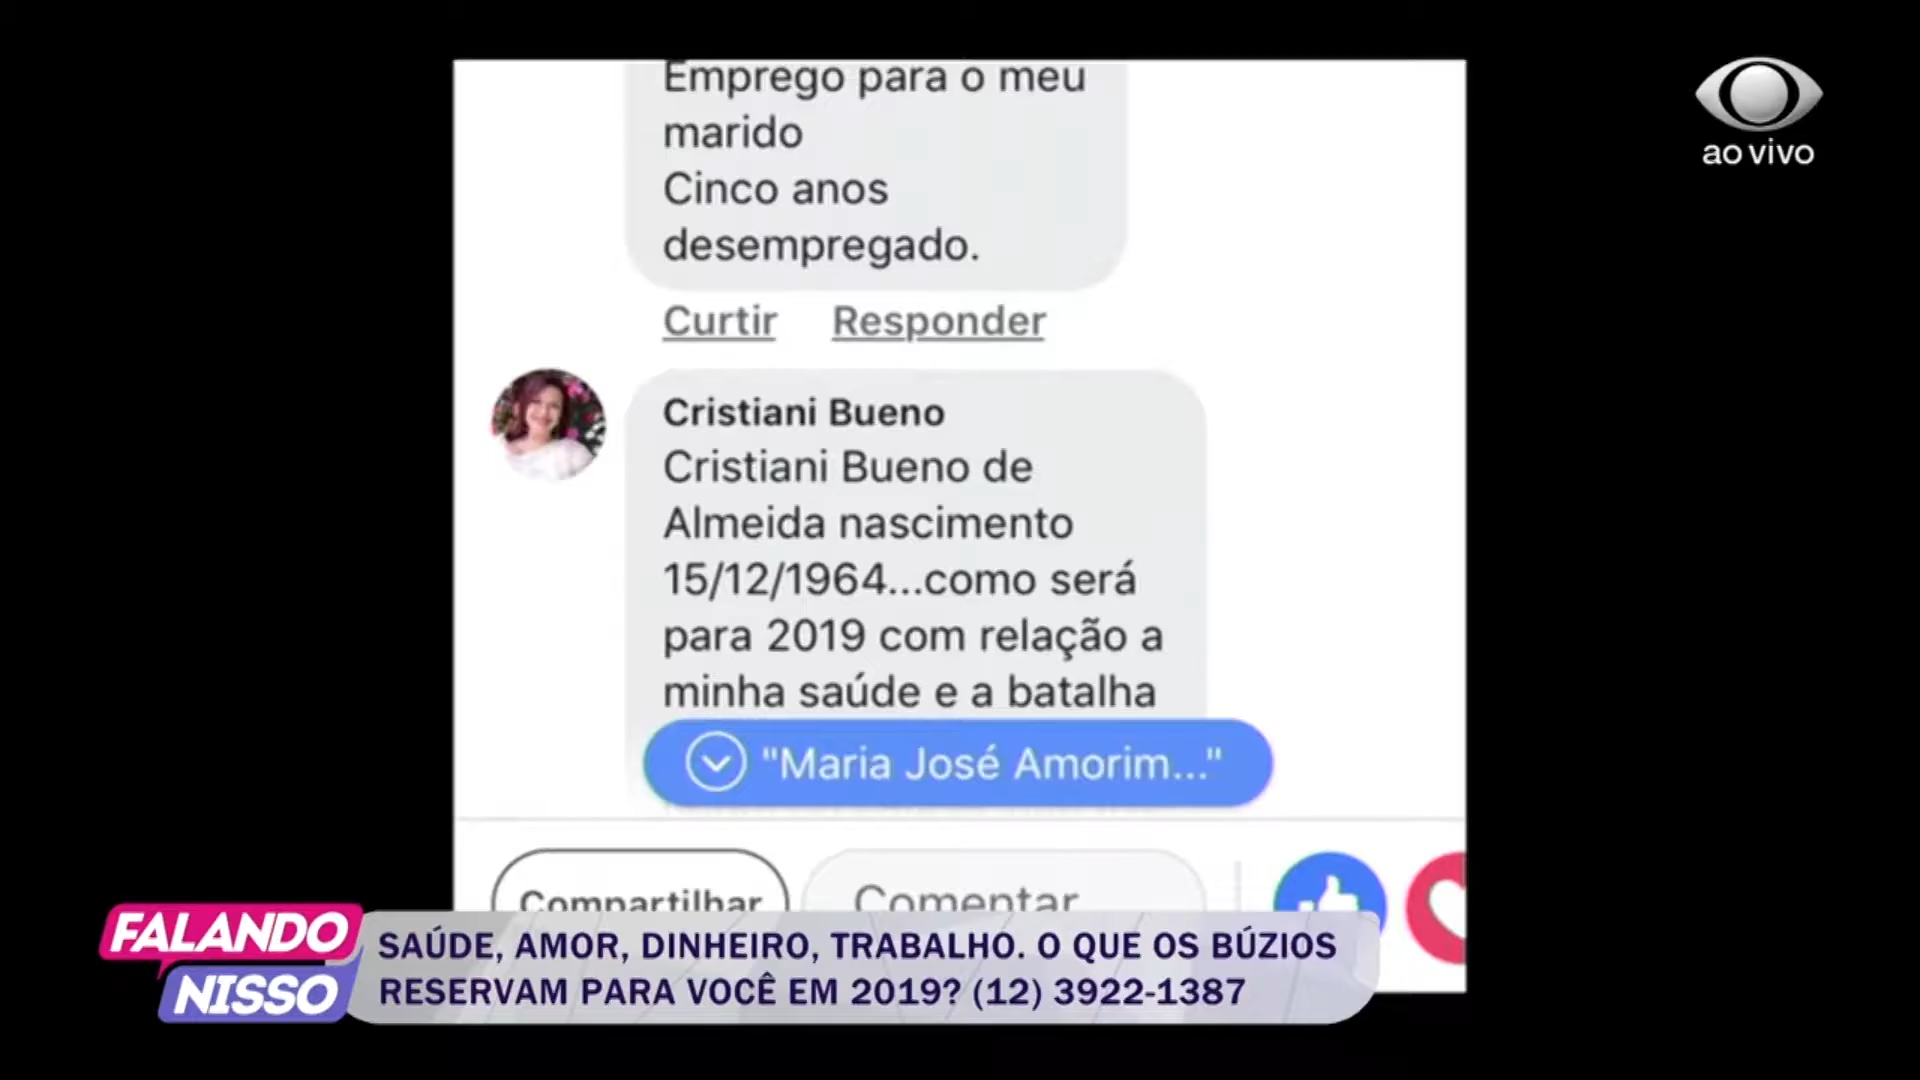 Emprego para o meu
marido
Cinco anos
desempregado.
Curtir Responder
Cristiani Bueno
Cristiani Bueno de
Almeida nascimento
15/12/1964...como será
para 2019 com relação a
minha saúde e a batalha
"Maria José Amorim..."
Compartilhar Comentar
ao vivo
FALANDO
NISSO
SAÚDE, AMOR, DINHEIRO, TRABALHO. O QUE OS BÚZIOS
RESERVAM PARA VOCÊ EM 2019? (12) 3922-1387